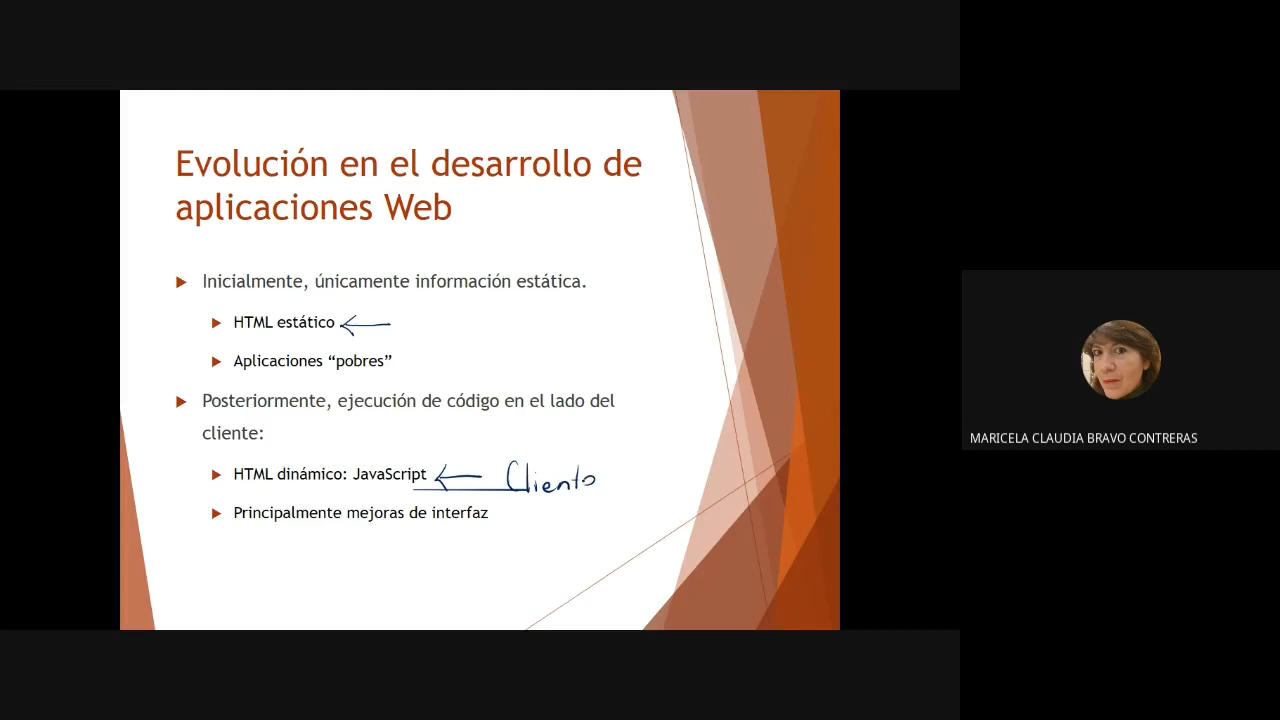 Evolución en el desarrollo de
aplicaciones Web
Inicialmente, únicamente información estática.
HTML estático
Aplicaciones “pobres”
Posteriormente, ejecución de código en el lado del
cliente:
HTML dinámico: JavaScript Cliente
Principalmente mejoras de interfaz
MARICELA CLAUDIA BRAVO CONTRERAS